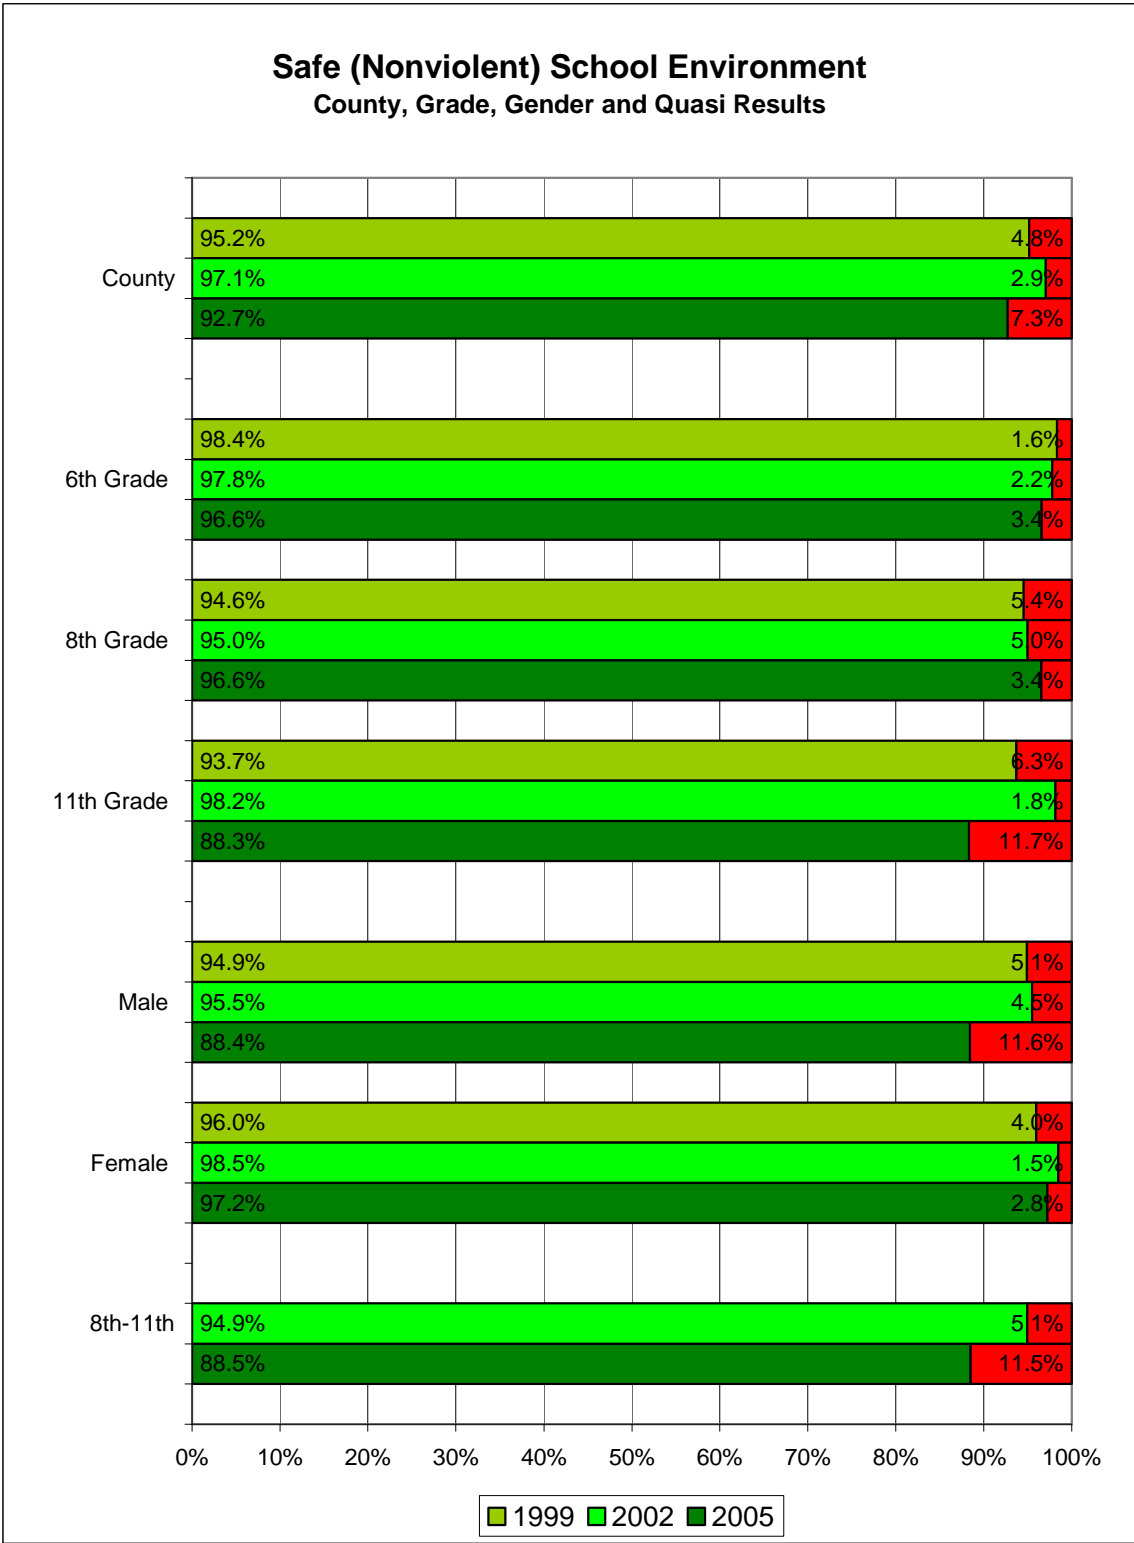 Safe (Nonviolent) School Environment
County, Grade, Gender and Quasi Results
95.2% 4.8%
County 97.1% 2.9%
92.7% 7.3%
98.4% 1.6%
6th Grade 97.8% 2.2%
96.6% 3.4%
94.6% 5.4%
8th Grade 95.0% 5.0%
96.6% 3.4%
93.7% 6.3%
11th Grade 98.2% 1.8%
88.3% 11.7%
94.9% 5.1%
Male 95.5% 4.5%
88.4% 11.6%
96.0% 4.0%
Female 98.5% 1.5%
97.2% 2.8%
8th-11th 94.9% 5.1%
88.5% 11.5%
0% 10% 20% 30% 40% 50% 60% 70% 80% 90% 100%
1999 2002 2005